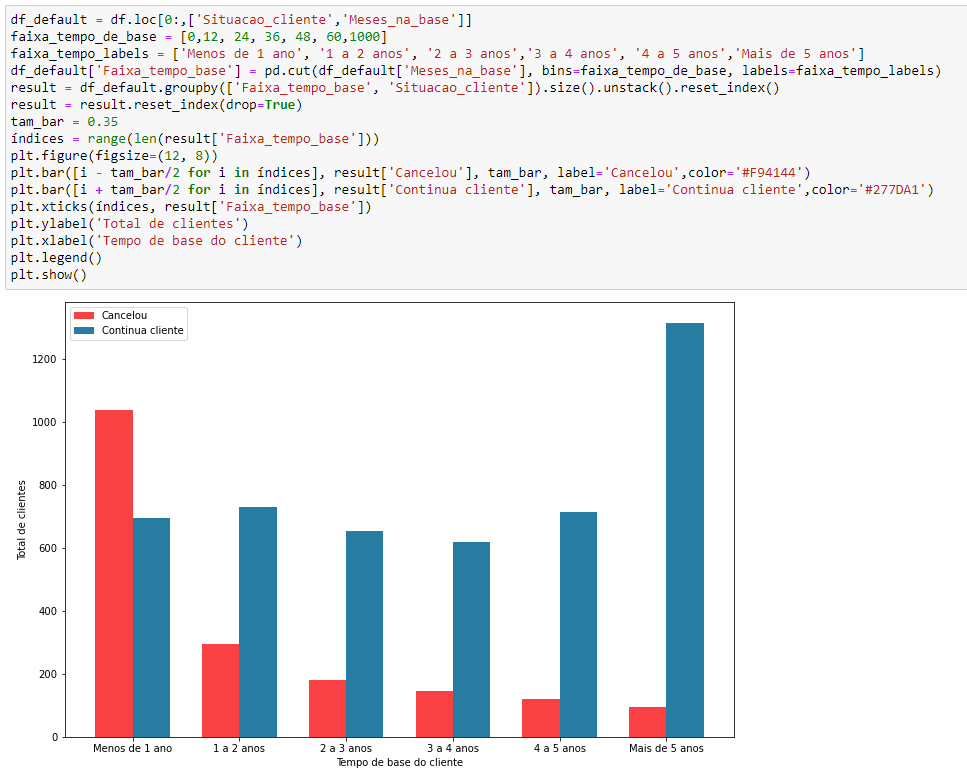 df_default = df.loc[0:,['Situacao_cliente','Meses_na_base']]
faixa_tempo_de_base = [0,12, 24, 36, 48, 60,1000]
faixa_tempo_labels = ['Menos de 1 ano', '1 a 2 anos', '2 a 3 anos','3 a 4 anos', '4 a 5 anos','Mais de 5 anos']
df_default['Faixa_tempo_base'] = pd.cut(df_default['Meses_na_base'], bins=faixa_tempo_de_base, labels=faixa_tempo_labels)
result = df_default.groupby(['Faixa_tempo_base', 'Situacao_cliente']).size().unstack().reset_index()
result = result.reset_index(drop=True)
tam_bar = 0.35
índices = range(len(result['Faixa_tempo_base']))
plt.figure(figsize=(12, 8))
plt.bar([i - tam_bar/2 for i in índices], result['Cancelou'], tam_bar, label='Cancelou',color='#F94144')
plt.bar([i + tam_bar/2 for i in índices], result['Continua cliente'], tam_bar, label='Continua cliente',color='#277DA1')
plt.xticks(índices, result['Faixa_tempo_base'])
plt.ylabel('Total de clientes')
plt.xlabel('Tempo de base do cliente')
plt.legend()
plt.show()
Cancelou
Continua cliente
1200
1000
800
600
400
200
0
Total de clientes
Menos de 1 ano 1 a 2 anos 2 a 3 anos 3 a 4 anos 4 a 5 anos Mais de 5 anos
Tempo de base do cliente